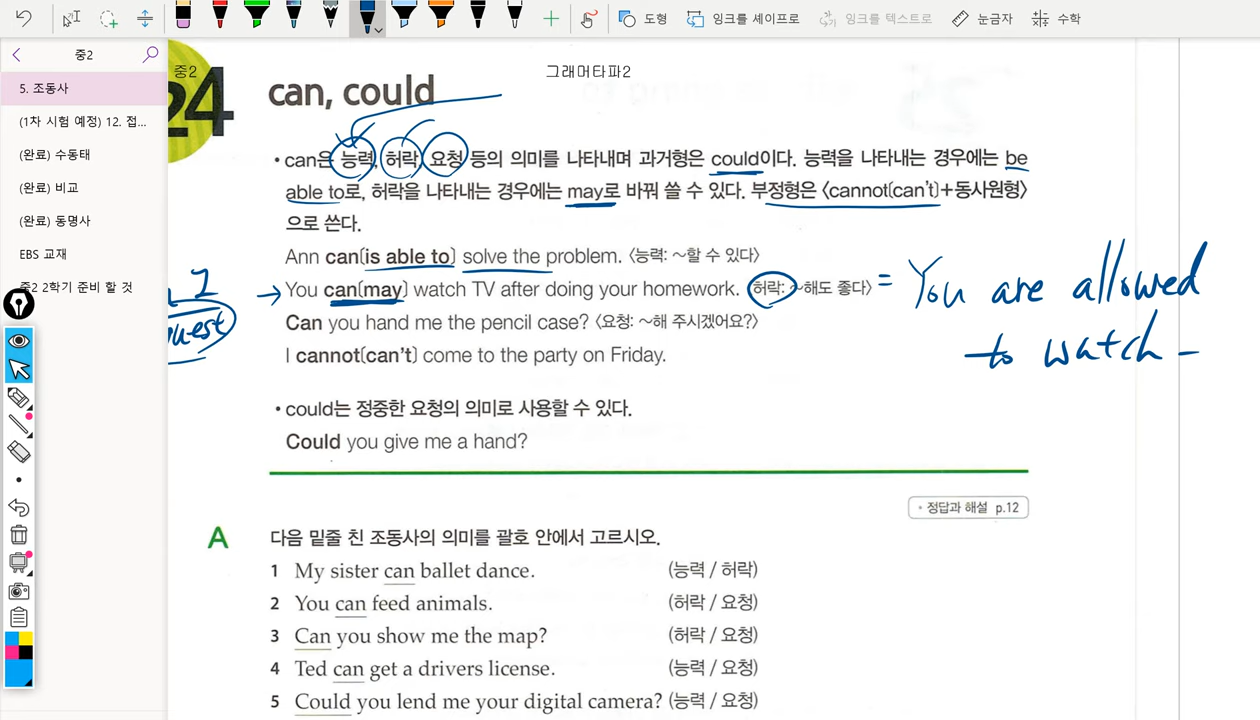 도형
잉크를 셰이프로
잉크를 텍스트로
눈금자
수학
중2
5. 조동사
(1차 시험 예정) 12. 접...
(완료) 수동태
(완료) 비교
(완료) 동명사
EBS 교재
중2 2학기 준비 할 것
중2
24
can, could
그래머타파2
•can은 능력, 허락, 요청 등의 의미를 나타내며 과거형은 could이다. 능력을 나타내는 경우에는 be
able to로, 허락을 나타내는 경우에는 may로 바꿔 쓸 수 있다. 부정형은 〈cannot(can't)+동사원형〉
으로 쓴다.
Ann can(is able to) solve the problem. 〈능력: ~할 수 있다〉
You can(may) watch TV after doing your homework. 〈허락: ~해도 좋다〉 = You are allowed
to watch -
Can you hand me the pencil case? 〈요청: ~해 주시겠어요?〉
I cannot(can't) come to the party on Friday.
•could는 정중한 요청의 의미로 사용할 수 있다.
Could you give me a hand?
• 정답과 해설 p.12
A 다음 밑줄 친 조동사의 의미를 괄호 안에서 고르시오.
1 My sister can ballet dance. (능력 / 허락)
2 You can feed animals. (허락 / 요청)
3 Can you show me the map? (허락 / 요청)
4 Ted can get a drivers license. (능력 / 요청)
5 Could you lend me your digital camera? (능력 / 요청)